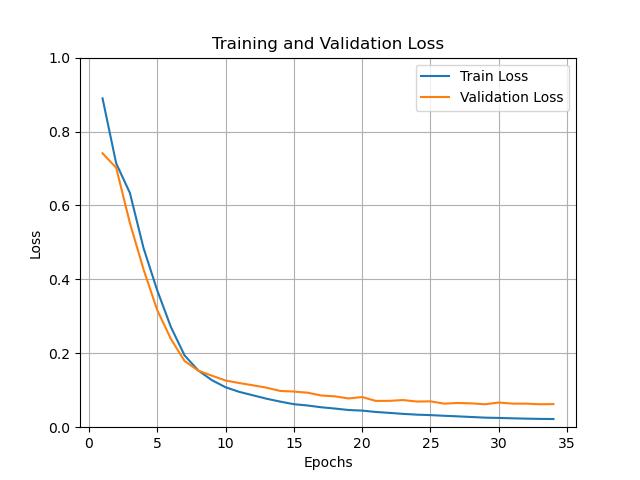 Training and Validation Loss
Train Loss
Validation Loss
1.0
0.8
0.6
0.4
0.2
0.0
Loss
0 5 10 15 20 25 30 35
Epochs